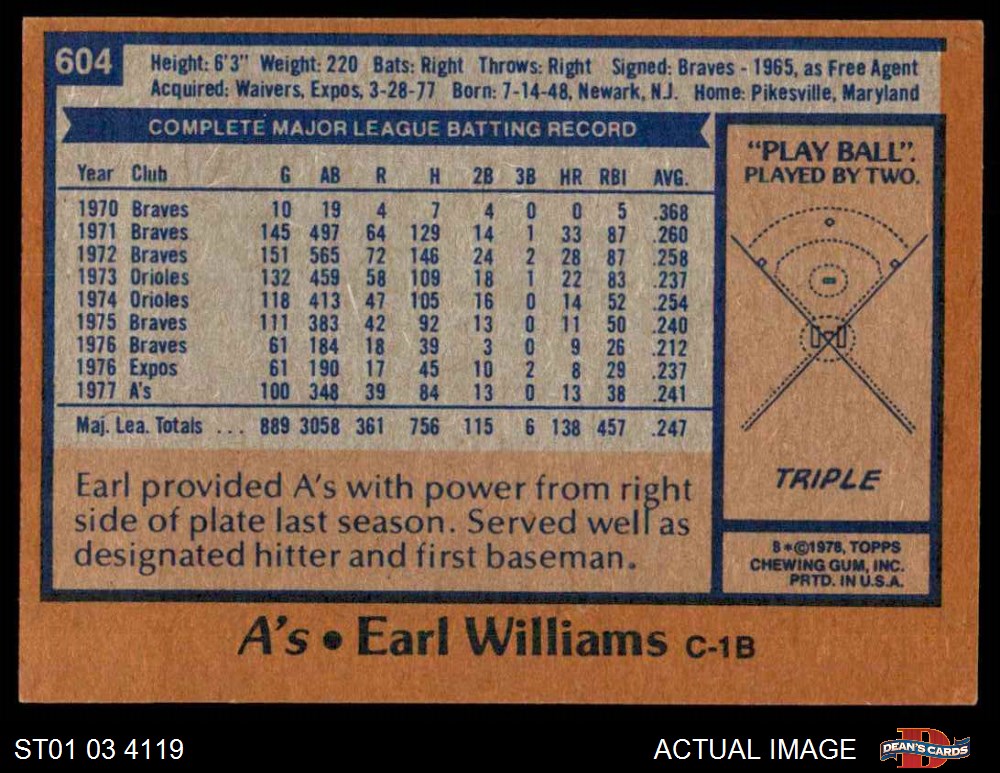 604
Height: 6'3" Weight: 220 Bats: Right Throws: Right Signed: Braves - 1965, as Free Agent
Acquired: Waivers, Expos, 3-28-77 Born: 7-14-48, Newark, N.J. Home: Pikesville, Maryland
COMPLETE MAJOR LEAGUE BATTING RECORD
Year Club G AB R H 2B 3B HR RBI AVG.
1970 Braves 10 19 4 7 4 0 0 5 .368
1971 Braves 145 497 64 129 14 1 33 87 .260
1972 Braves 151 565 72 146 24 2 28 87 .258
1973 Orioles 132 459 58 109 18 1 22 83 .237
1974 Orioles 118 413 47 105 16 0 14 52 .254
1975 Braves 111 383 42 92 13 0 11 50 .240
1976 Braves 61 184 18 39 3 0 9 26 .212
1976 Expos 61 190 17 45 10 2 8 29 .237
1977 A's 100 348 39 84 13 0 13 38 .241
Maj. Lea. Totals ... 889 3058 361 756 115 6 138 457 .247
Earl provided A's with power from right
side of plate last season. Served well as
designated hitter and first baseman.
"PLAY BALL".
PLAYED BY TWO.
TRIPLE
B*©1978, TOPPS
CHEWING GUM, INC.
PRTD. IN U.S.A.
A's • Earl Williams C-1B
ST01 03 4119
ACTUAL IMAGE
DEAN'S CARDS